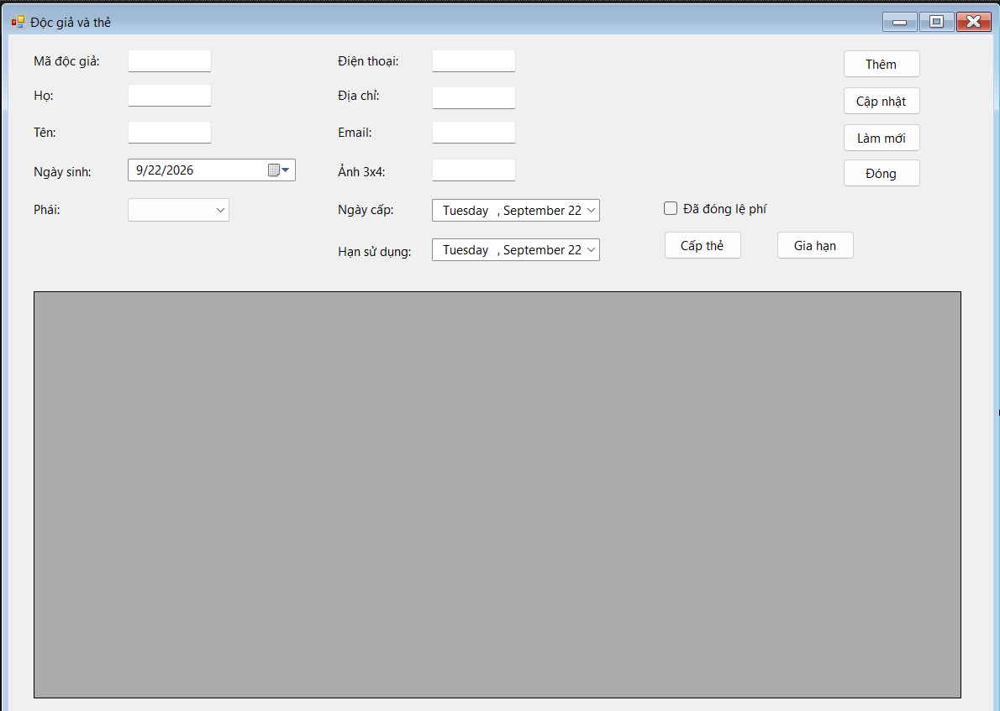 Độc giả và thẻ
Mã độc giả:
Điện thoại:
Thêm
Họ:
Địa chỉ:
Cập nhật
Tên:
Email:
Làm mới
Ngày sinh:
9/22/2026
Ảnh 3x4:
Đóng
Phái:
Ngày cấp:
Tuesday , September 22
Đã đóng lệ phí
Hạn sử dụng:
Tuesday , September 22
Cấp thẻ
Gia hạn